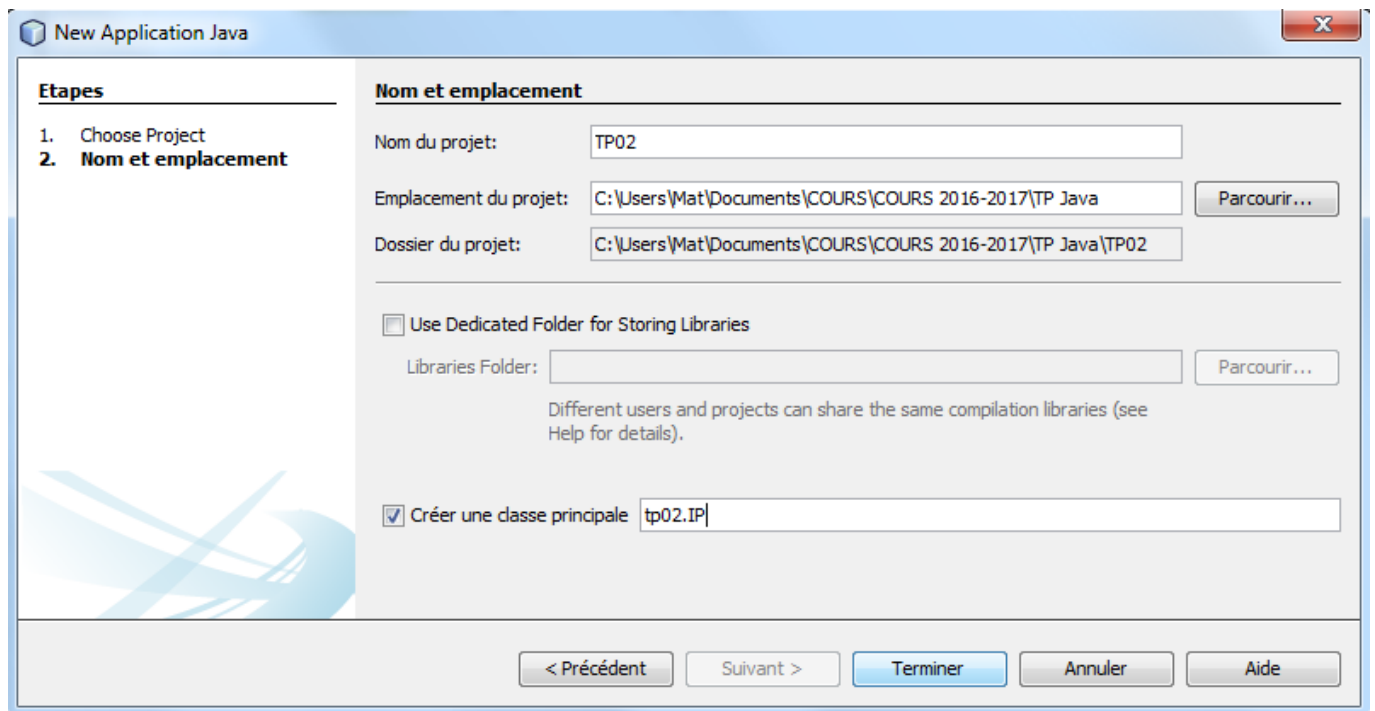 New Application Java
Etapes
1. Choose Project
2. Nom et emplacement
Nom et emplacement
Nom du projet: TP02
Emplacement du projet: C:\Users\Mat\Documents\COURS\COURS 2016-2017\TP Java Parcourir...
Dossier du projet: C:\Users\Mat\Documents\COURS\COURS 2016-2017\TP Java\TP02
Use Dedicated Folder for Storing Libraries
Libraries Folder: Parcourir...
Different users and projects can share the same compilation libraries (see
Help for details).
Créer une classe principale tp02.IP
< Précédent Suivant > Terminer Annuler Aide